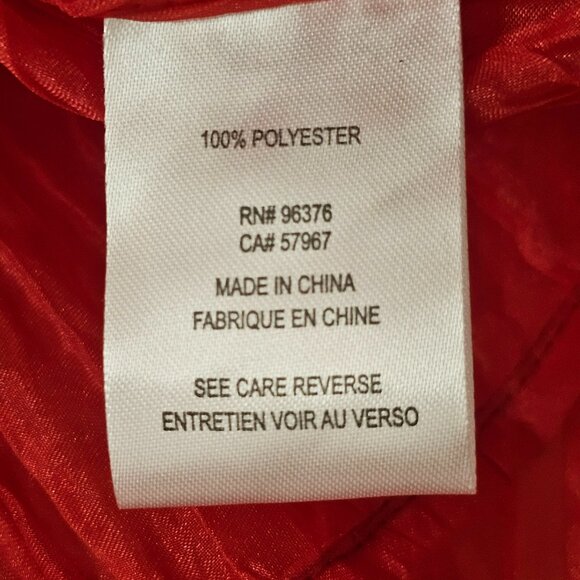 100% POLYESTER
RN# 96376
CA# 57967
MADE IN CHINA
FABRIQUE EN CHINE
SEE CARE REVERSE
ENTRETIEN VOIR AU VERSO